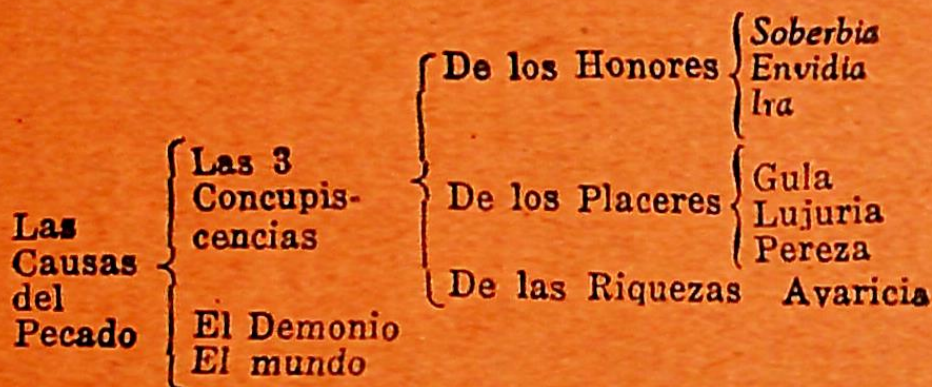 Las
Causas
del
Pecado
Las 3
Concupis-
cencias
De los Honores
Soberbia
Envidia
Ira
De los Placeres
Gula
Lujuria
Pereza
De las Riquezas Avaricia
El Demonio
El mundo